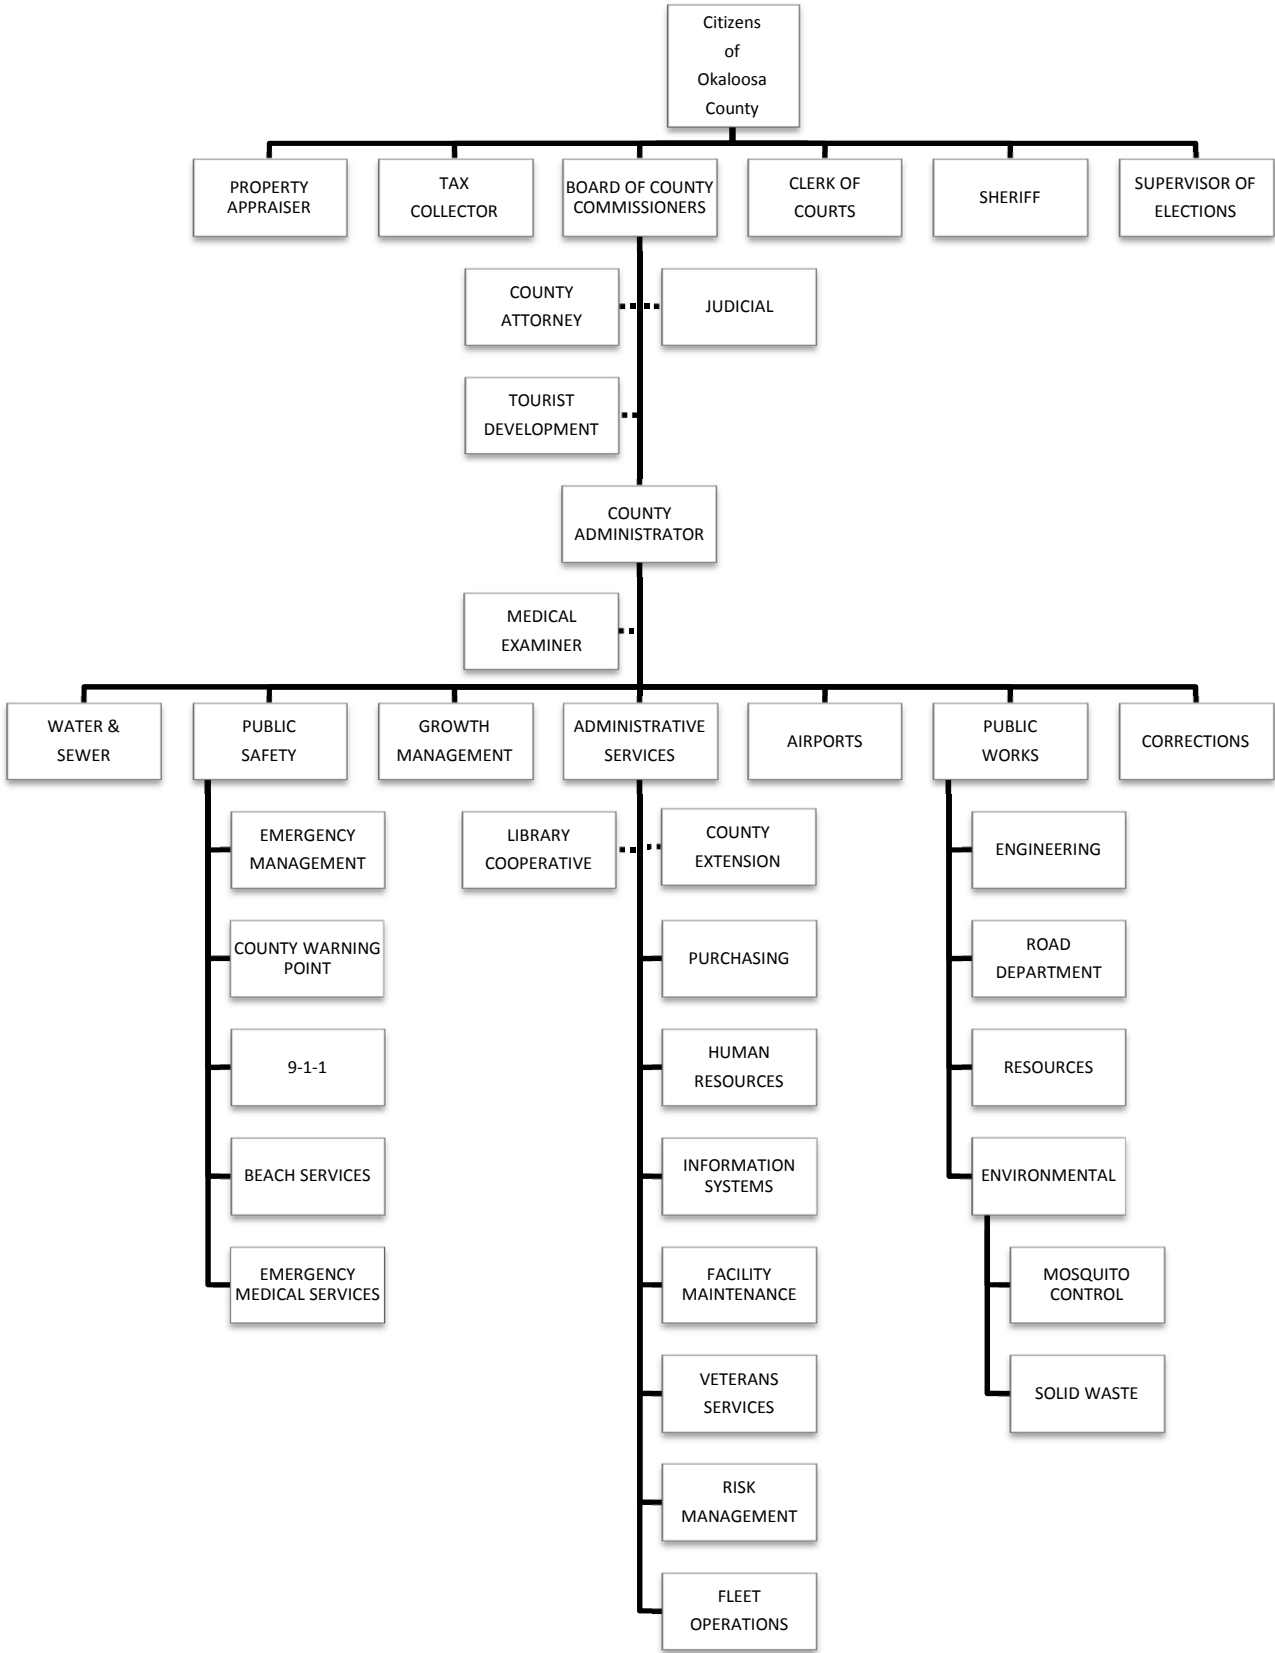 Citizens
of
Okaloosa
County
PROPERTY
APPRAISER
TAX
COLLECTOR
BOARD OF COUNTY
COMMISSIONERS
CLERK OF
COURTS
SHERIFF
SUPERVISOR OF
ELECTIONS
COUNTY
ATTORNEY
JUDICIAL
TOURIST
DEVELOPMENT
COUNTY
ADMINISTRATOR
MEDICAL
EXAMINER
WATER &
SEWER
PUBLIC
SAFETY
GROWTH
MANAGEMENT
ADMINISTRATIVE
SERVICES
AIRPORTS
PUBLIC
WORKS
CORRECTIONS
EMERGENCY
MANAGEMENT
COUNTY WARNING
POINT
9-1-1
BEACH SERVICES
EMERGENCY
MEDICAL SERVICES
LIBRARY
COOPERATIVE
COUNTY
EXTENSION
PURCHASING
HUMAN
RESOURCES
INFORMATION
SYSTEMS
FACILITY
MAINTENANCE
VETERANS
SERVICES
RISK
MANAGEMENT
FLEET
OPERATIONS
ENGINEERING
ROAD
DEPARTMENT
RESOURCES
ENVIRONMENTAL
MOSQUITO
CONTROL
SOLID WASTE